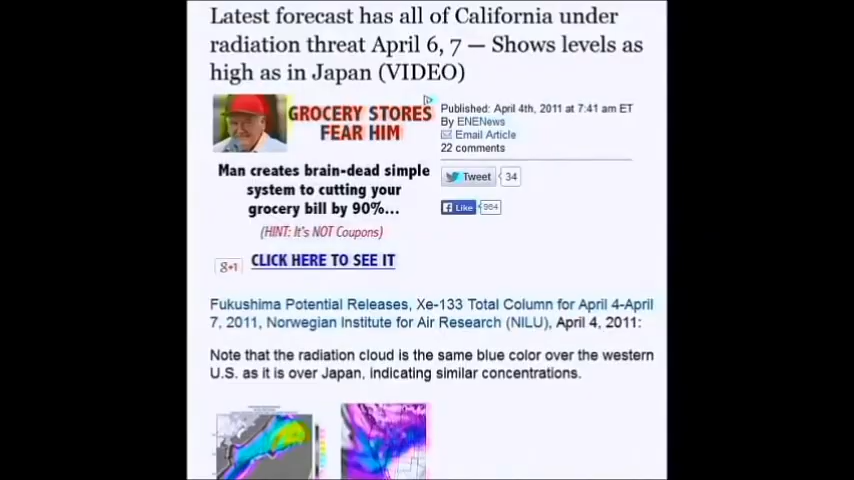 Latest forecast has all of California under
radiation threat April 6, 7 — Shows levels as
high as in Japan (VIDEO)
GROCERY STORES
FEAR HIM
Man creates brain-dead simple
system to cutting your
grocery bill by 90%...
(HINT: It's NOT Coupons)
CLICK HERE TO SEE IT
g+1
Published: April 4th, 2011 at 7:41 am ET
By ENENews
Email Article
22 comments
Tweet 34
Like 984
Fukushima Potential Releases, Xe-133 Total Column for April 4-April
7, 2011, Norwegian Institute for Air Research (NILU), April 4, 2011:
Note that the radiation cloud is the same blue color over the western
U.S. as it is over Japan, indicating similar concentrations.